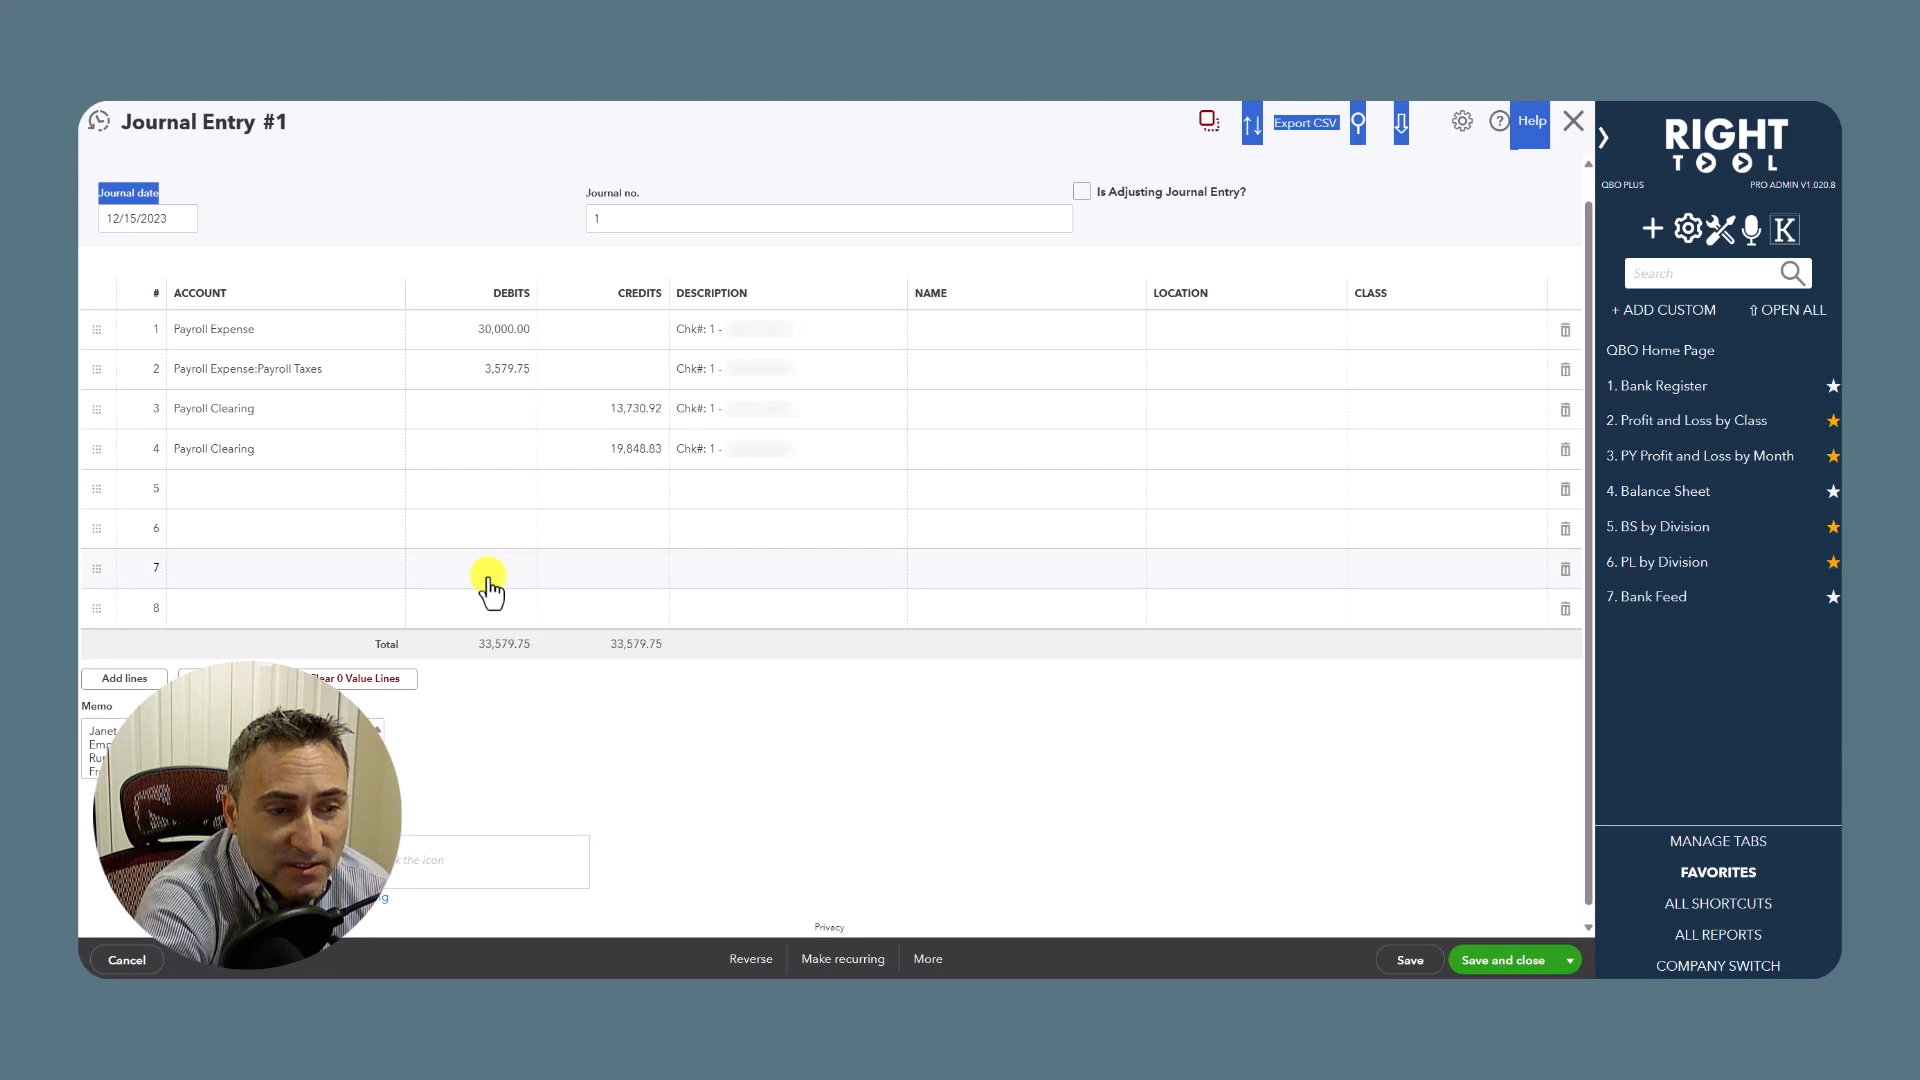 Journal Entry #1
Export CSV
Help
Journal date
12/15/2023
Journal no.
1
Is Adjusting Journal Entry?
# ACCOUNT DEBITS CREDITS DESCRIPTION NAME LOCATION CLASS
1 Payroll Expense 30,000.00 Chk#: 1 -
2 Payroll Expense:Payroll Taxes 3,579.75 Chk#: 1 -
3 Payroll Clearing 13,730.92 Chk#: 1 -
4 Payroll Clearing 19,848.83 Chk#: 1 -
5
6
7
8
Total 33,579.75 33,579.75
Add lines
Clear 0 Value Lines
Memo
Janet
the icon
Privacy
Cancel
Reverse
Make recurring
More
Save
Save and close
RIGHT
TOOL
QBO PLUS
PRO ADMIN V1.020.8
K
Search
+ ADD CUSTOM
⇧ OPEN ALL
QBO Home Page
1. Bank Register
2. Profit and Loss by Class
3. PY Profit and Loss by Month
4. Balance Sheet
5. BS by Division
6. PL by Division
7. Bank Feed
MANAGE TABS
FAVORITES
ALL SHORTCUTS
ALL REPORTS
COMPANY SWITCH